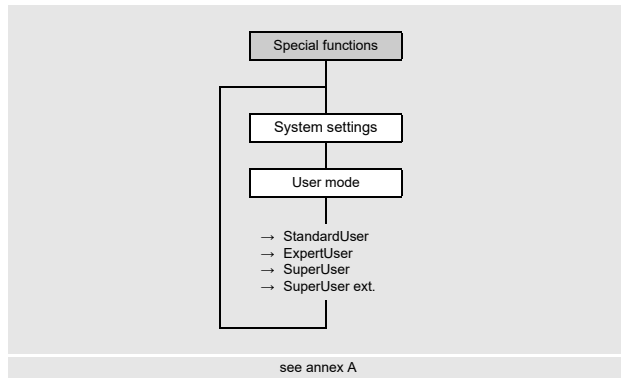 Special functions
System settings
User mode
→ StandardUser
→ ExpertUser
→ SuperUser
→ SuperUser ext.
see annex A